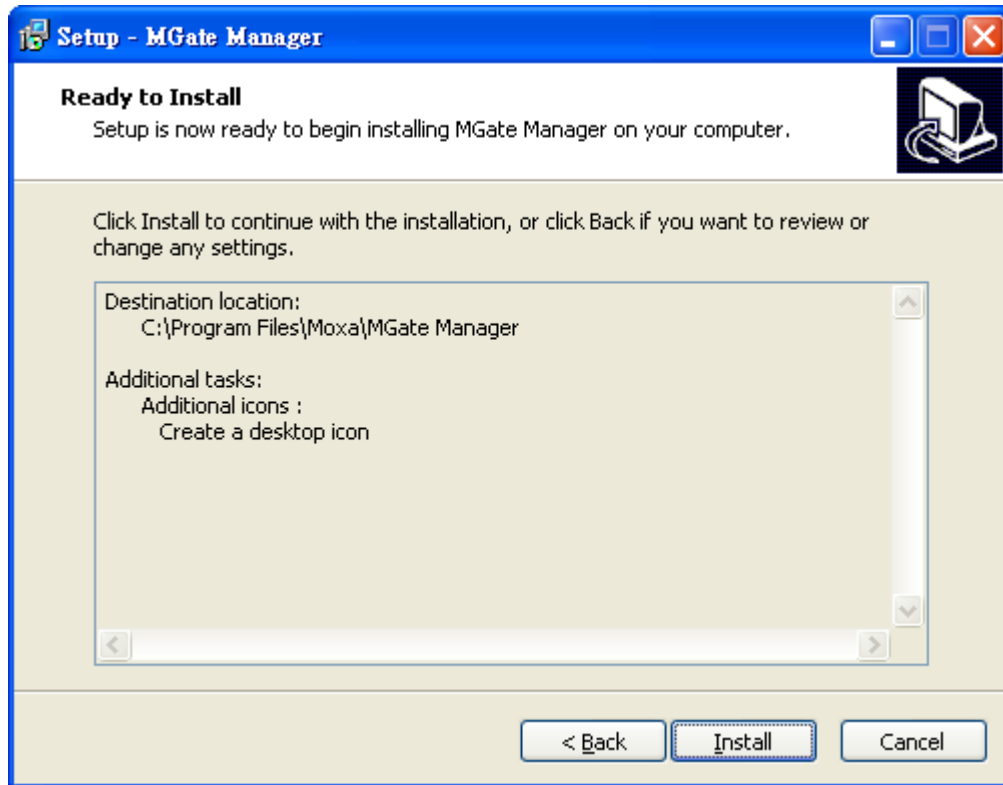 Setup - MGate Manager
Ready to Install
Setup is now ready to begin installing MGate Manager on your computer.
Click Install to continue with the installation, or click Back if you want to review or
change any settings.
Destination location:
C:\Program Files\Moxa\MGate Manager
Additional tasks:
Additional icons :
Create a desktop icon
< Back
Install
Cancel